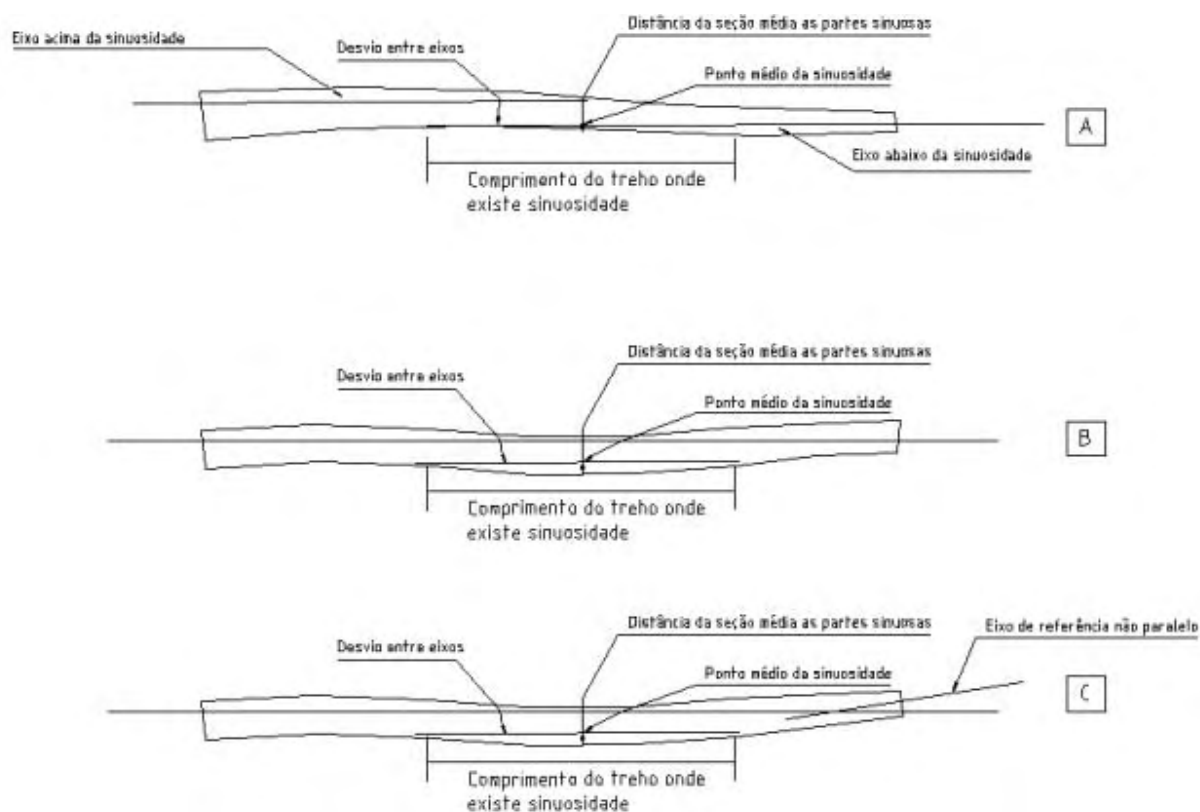 Distância da seção média as partes sinuosas
Eixo acima da sinuosidade
Desvio entre eixos
Ponto médio da sinuosidade
A
Eixo abaixo da sinuosidade
Comprimento do treho onde
existe sinuosidade
Distância da seção média as partes sinuosas
Desvio entre eixos
Ponto médio da sinuosidade
B
Comprimento do treho onde
existe sinuosidade
Distância da seção média as partes sinuosas
Eixo de referência não paralelo
Desvio entre eixos
Ponto médio da sinuosidade
C
Comprimento do treho onde
existe sinuosidade